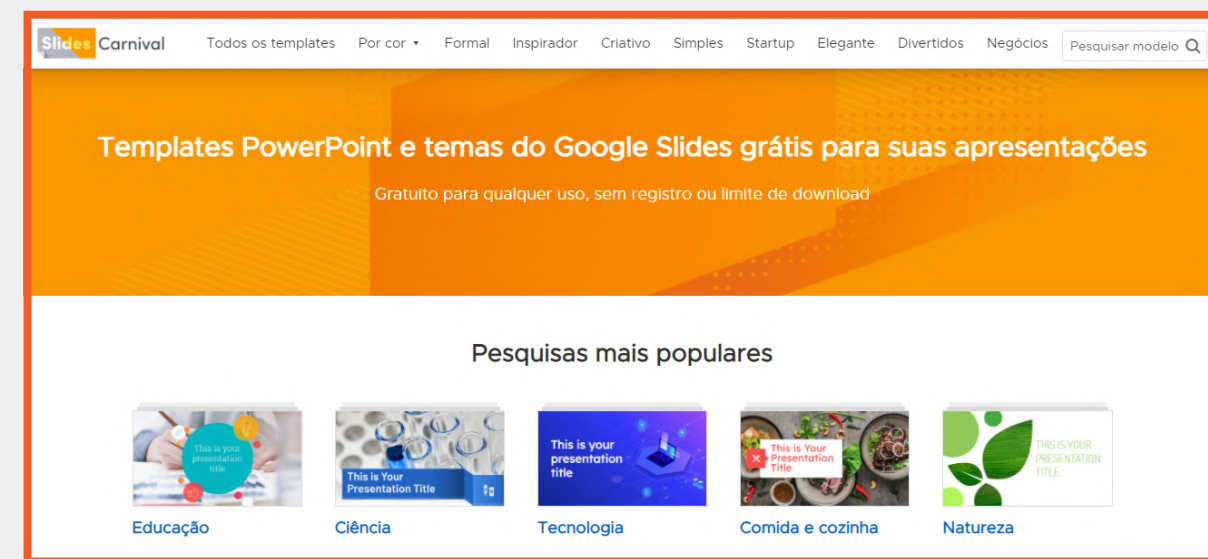 Slides Carnival
Todos os templates Por cor Formal Inspirador Criativo Simples Startup Elegante Divertidos Negócios Pesquisar modelo
Templates PowerPoint e temas do Google Slides grátis para suas apresentações
Gratuito para qualquer uso, sem registro ou limite de download
Pesquisas mais populares
This is your
presentation
title
This is Your
Presentation Title
This is your
presentation
title
This is Your
Presentation
Title
THIS IS YOUR
PRESENTATION
TITLE
Educação Ciência Tecnologia Comida e cozinha Natureza